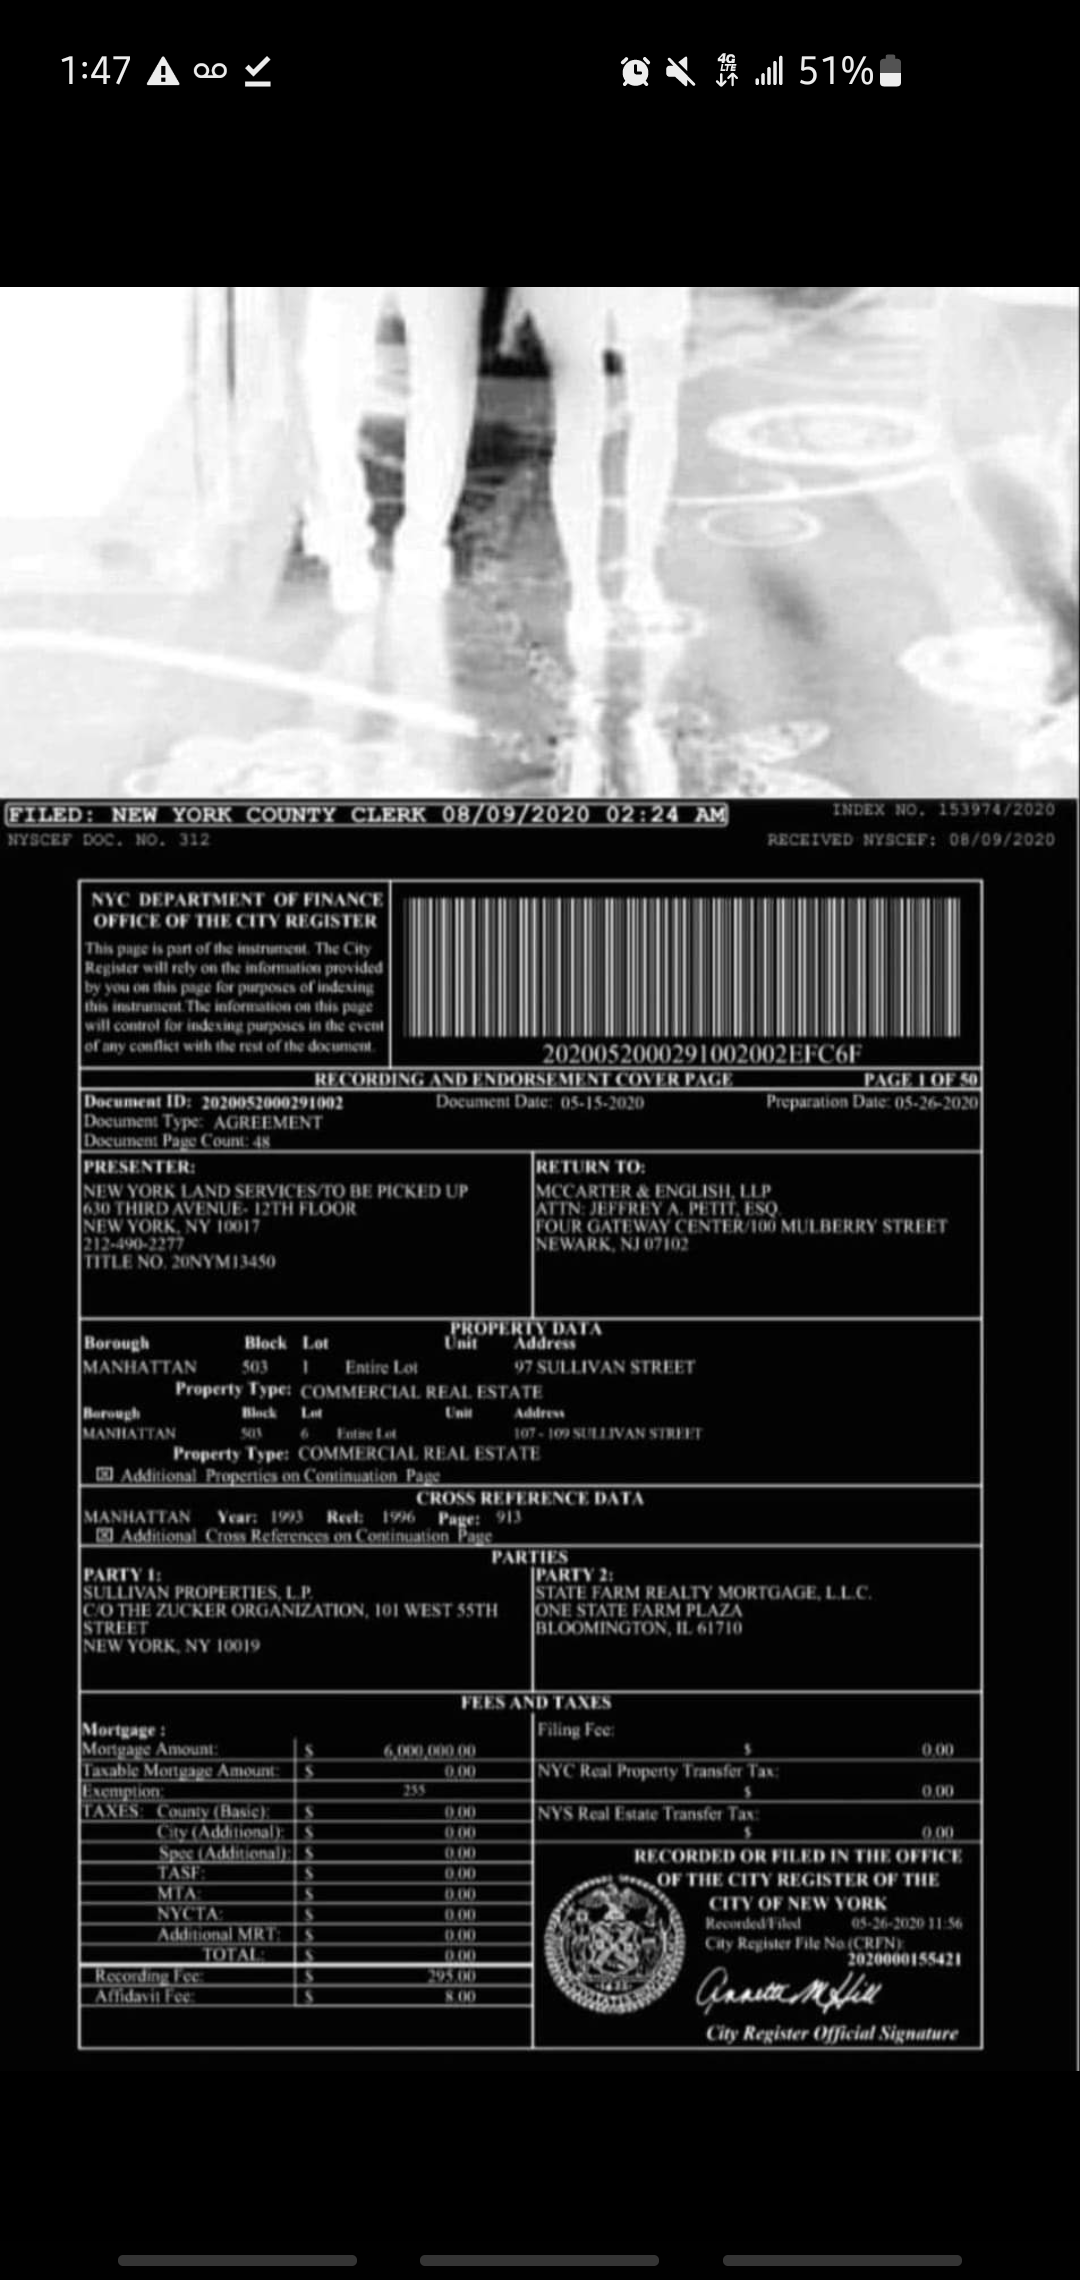 1:47
4G LTE
51%
FILED: NEW YORK COUNTY CLERK 08/09/2020 02:24 AM
INDEX NO. 153974/2020
NYSCEF DOC. NO. 312
RECEIVED NYSCEF: 08/09/2020
NYC DEPARTMENT OF FINANCE
OFFICE OF THE CITY REGISTER
This page is part of the instrument. The City
Register will rely on the information provided
by you on this page for purposes of indexing
this instrument.The information on this page
will control for indexing purposes in the event
of any conflict with the rest of the document.
2020052000291002002EFC6F
RECORDING AND ENDORSEMENT COVER PAGE PAGE 1 OF 50
Document ID: 2020052000291002 Document Date: 05-15-2020 Preparation Date: 05-26-2020
Document Type: AGREEMENT
Document Page Count: 48
PRESENTER:
NEW YORK LAND SERVICES/TO BE PICKED UP
630 THIRD AVENUE- 12TH FLOOR
NEW YORK, NY 10017
212-490-2277
TITLE NO. 20NYM13450
RETURN TO:
MCCARTER & ENGLISH, LLP
ATTN: JEFFREY A. PETIT, ESQ.
FOUR GATEWAY CENTER/100 MULBERRY STREET
NEWARK, NJ 07102
PROPERTY DATA
Borough Block Lot Unit Address
MANHATTAN 503 1 Entire Lot 97 SULLIVAN STREET
Property Type: COMMERCIAL REAL ESTATE
Borough Block Lot Unit Address
MANHATTAN 503 6 Entire Lot 107 - 109 SULLIVAN STREET
Property Type: COMMERCIAL REAL ESTATE
☒ Additional Properties on Continuation Page
CROSS REFERENCE DATA
MANHATTAN Year: 1993 Reel: 1996 Page: 913
☒ Additional Cross References on Continuation Page
PARTIES
PARTY 1:
SULLIVAN PROPERTIES, L.P.
C/O THE ZUCKER ORGANIZATION, 101 WEST 55TH
STREET
NEW YORK, NY 10019
PARTY 2:
STATE FARM REALTY MORTGAGE, L.L.C.
ONE STATE FARM PLAZA
BLOOMINGTON, IL 61710
FEES AND TAXES
Mortgage :
Mortgage Amount: $ 6,000,000.00
Taxable Mortgage Amount: $ 0.00
Exemption: 255
TAXES: County (Basic): $ 0.00
City (Additional): $ 0.00
Spec (Additional): $ 0.00
TASF: $ 0.00
MTA: $ 0.00
NYCTA: $ 0.00
Additional MRT: $ 0.00
TOTAL: $ 0.00
Recording Fee: $ 295.00
Affidavit Fee: $ 8.00
Filing Fee:
$ 0.00
NYC Real Property Transfer Tax:
$ 0.00
NYS Real Estate Transfer Tax:
$ 0.00
RECORDED OR FILED IN THE OFFICE
OF THE CITY REGISTER OF THE
CITY OF NEW YORK
Recorded/Filed 05-26-2020 11:56
City Register File No.(CRFN):
2020000155421
Annette M Hill
City Register Official Signature